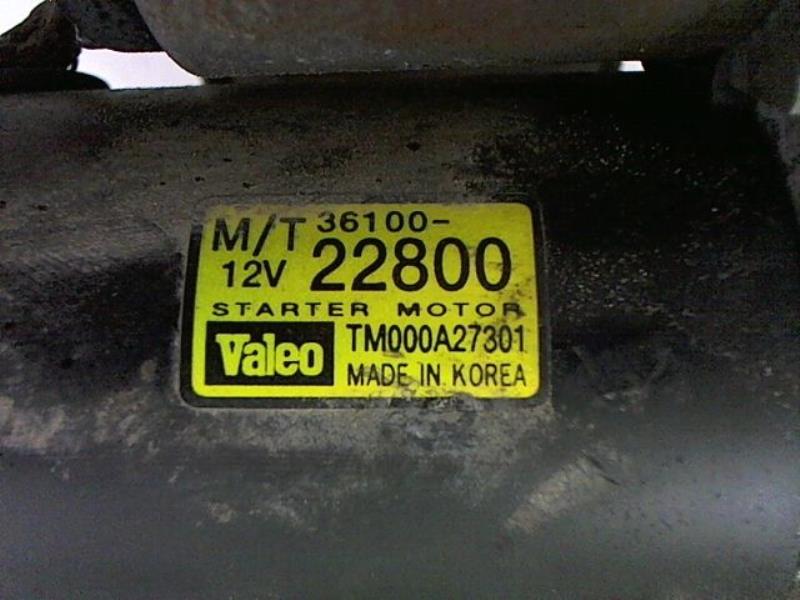 M/T 36100-
12V 22800
STARTER MOTOR
Valeo TM000A27301
MADE IN KOREA